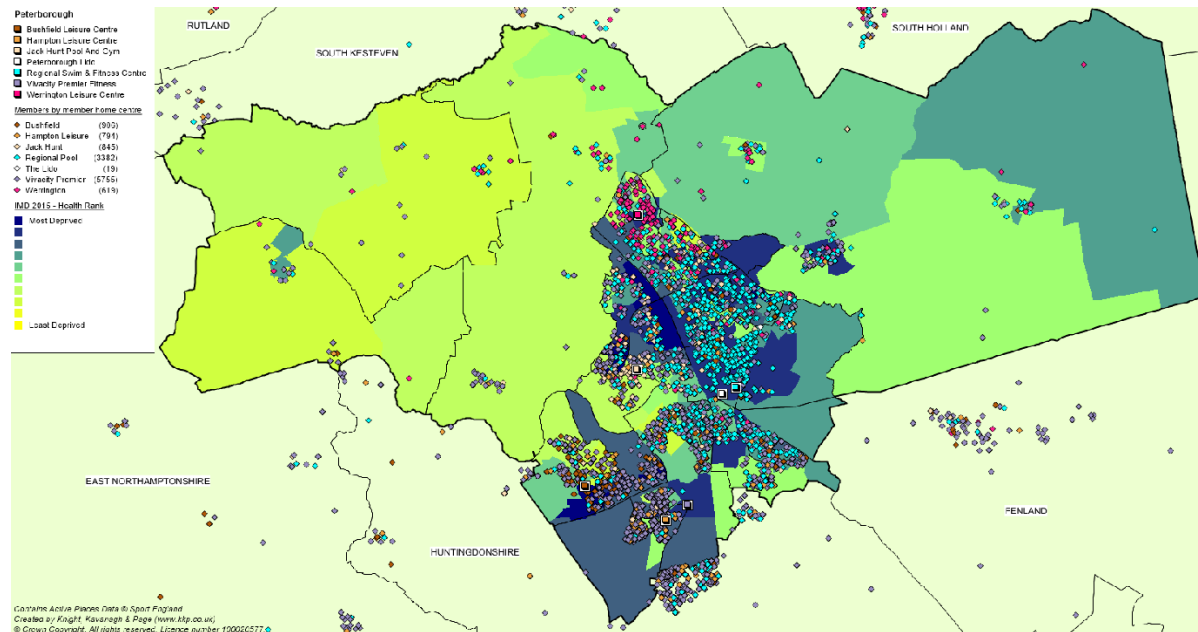 Peterborough
Bushfield Leisure Centre
Hampton Leisure Centre
Jack Hunt Pool And Gym
Peterborough Lido
Regional Swim & Fitness Centre
Vivacity Premier Fitness
Werrington Leisure Centre
Members by member home centre
Bushfield (906)
Hampton Leisure (794)
Jack Hunt (845)
Regional Pool (3382)
The Lido (19)
Vivacity Premier (5755)
Werrington (619)
IMD 2015 - Health Rank
Most Deprived
Least Deprived
RUTLAND
SOUTH KESTEVEN
SOUTH HOLLAND
EAST NORTHAMPTONSHIRE
HUNTINGDONSHIRE
FENLAND
Contains Active Places Data © Sport England
Created by Knight, Kavanagh & Page (www.kkp.co.uk)
© Crown Copyright. All rights reserved. Licence number 100020577.